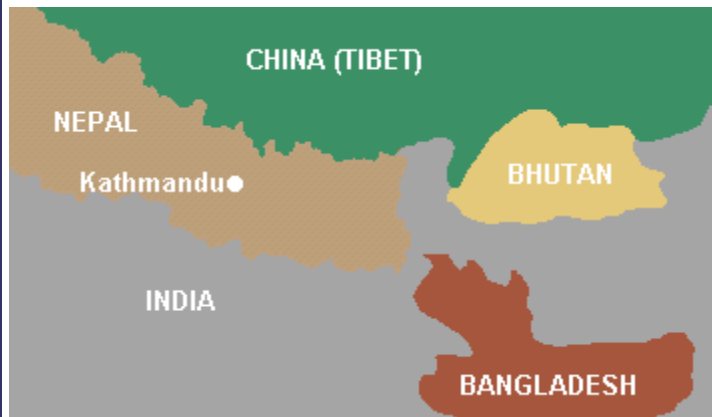 CHINA (TIBET)
NEPAL
BHUTAN
Kathmandu
INDIA
BANGLADESH